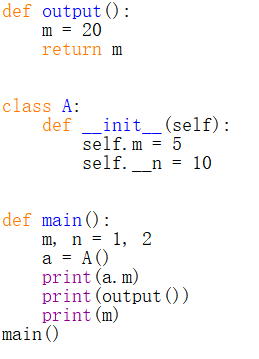 def output():
    m = 20
    return m
class A:
    def __init__(self):
        self.m = 5
        self.__n = 10
def main():
    m, n = 1, 2
    a = A()
    print(a.m)
    print(output())
    print(m)
main()